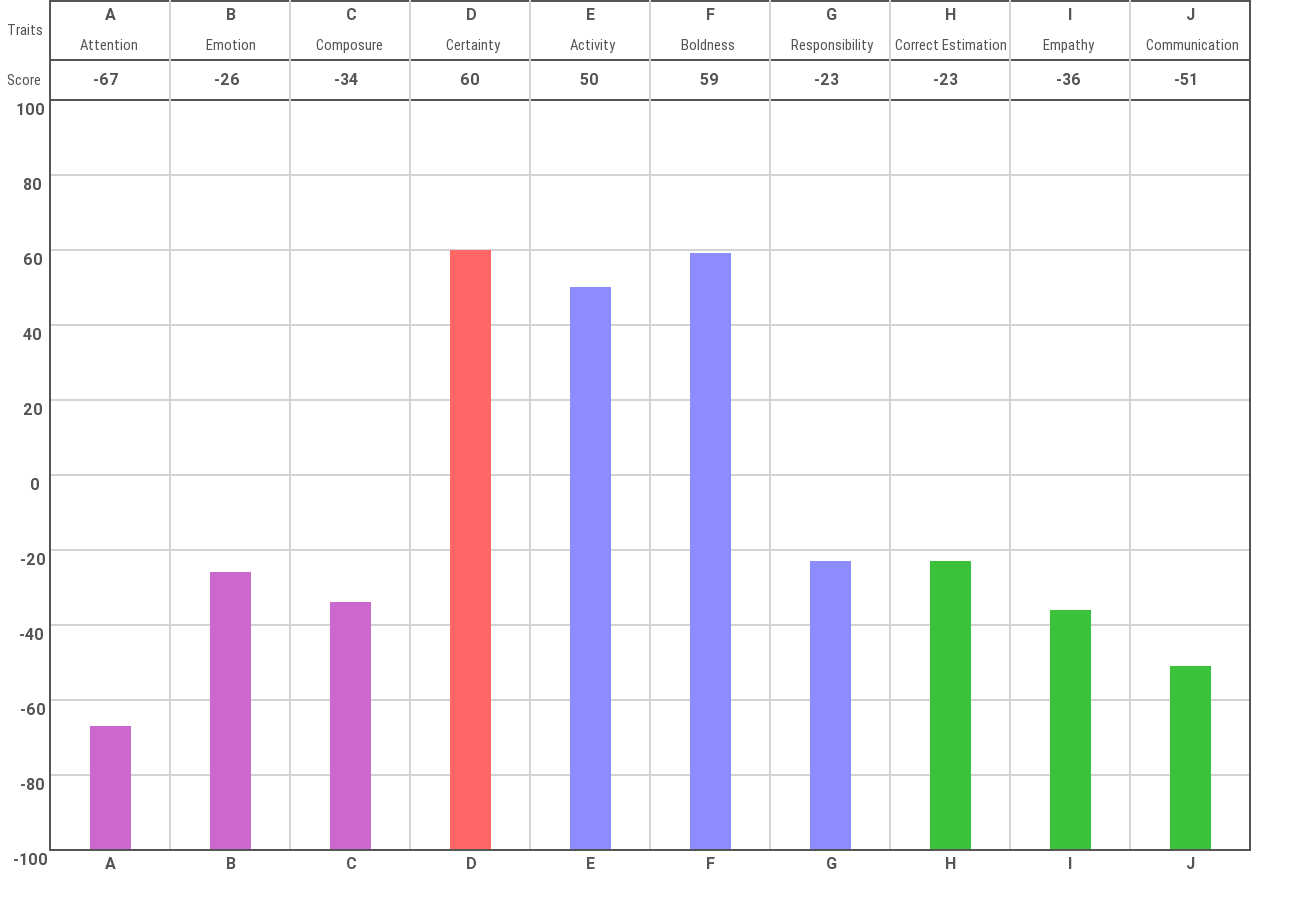 Traits
A B C D E F G H I J
Attention Emotion Composure Certainty Activity Boldness Responsibility Correct Estimation Empathy Communication
Score -67 -26 -34 60 50 59 -23 -23 -36 -51
100
80
60
40
20
0
-20
-40
-60
-80
-100
A B C D E F G H I J